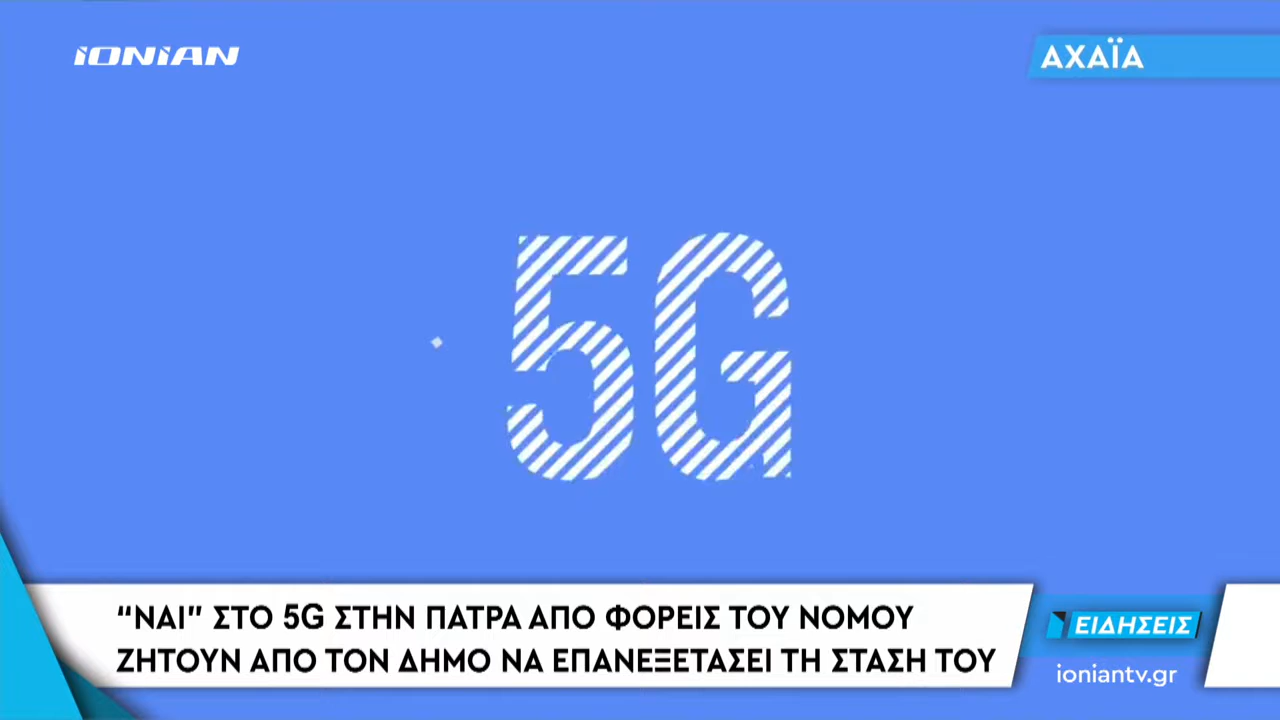 iONiAN
ΑΧΑΪΑ
5G
“ΝΑΙ” ΣΤΟ 5G ΣΤΗΝ ΠΑΤΡΑ ΑΠΟ ΦΟΡΕΙΣ ΤΟΥ ΝΟΜΟΥ
ΖΗΤΟΥΝ ΑΠΟ ΤΟΝ ΔΗΜΟ ΝΑ ΕΠΑΝΕΞΕΤΑΣΕΙ ΤΗ ΣΤΑΣΗ ΤΟΥ
ΕΙΔΗΣΕΙΣ
ioniantv.gr